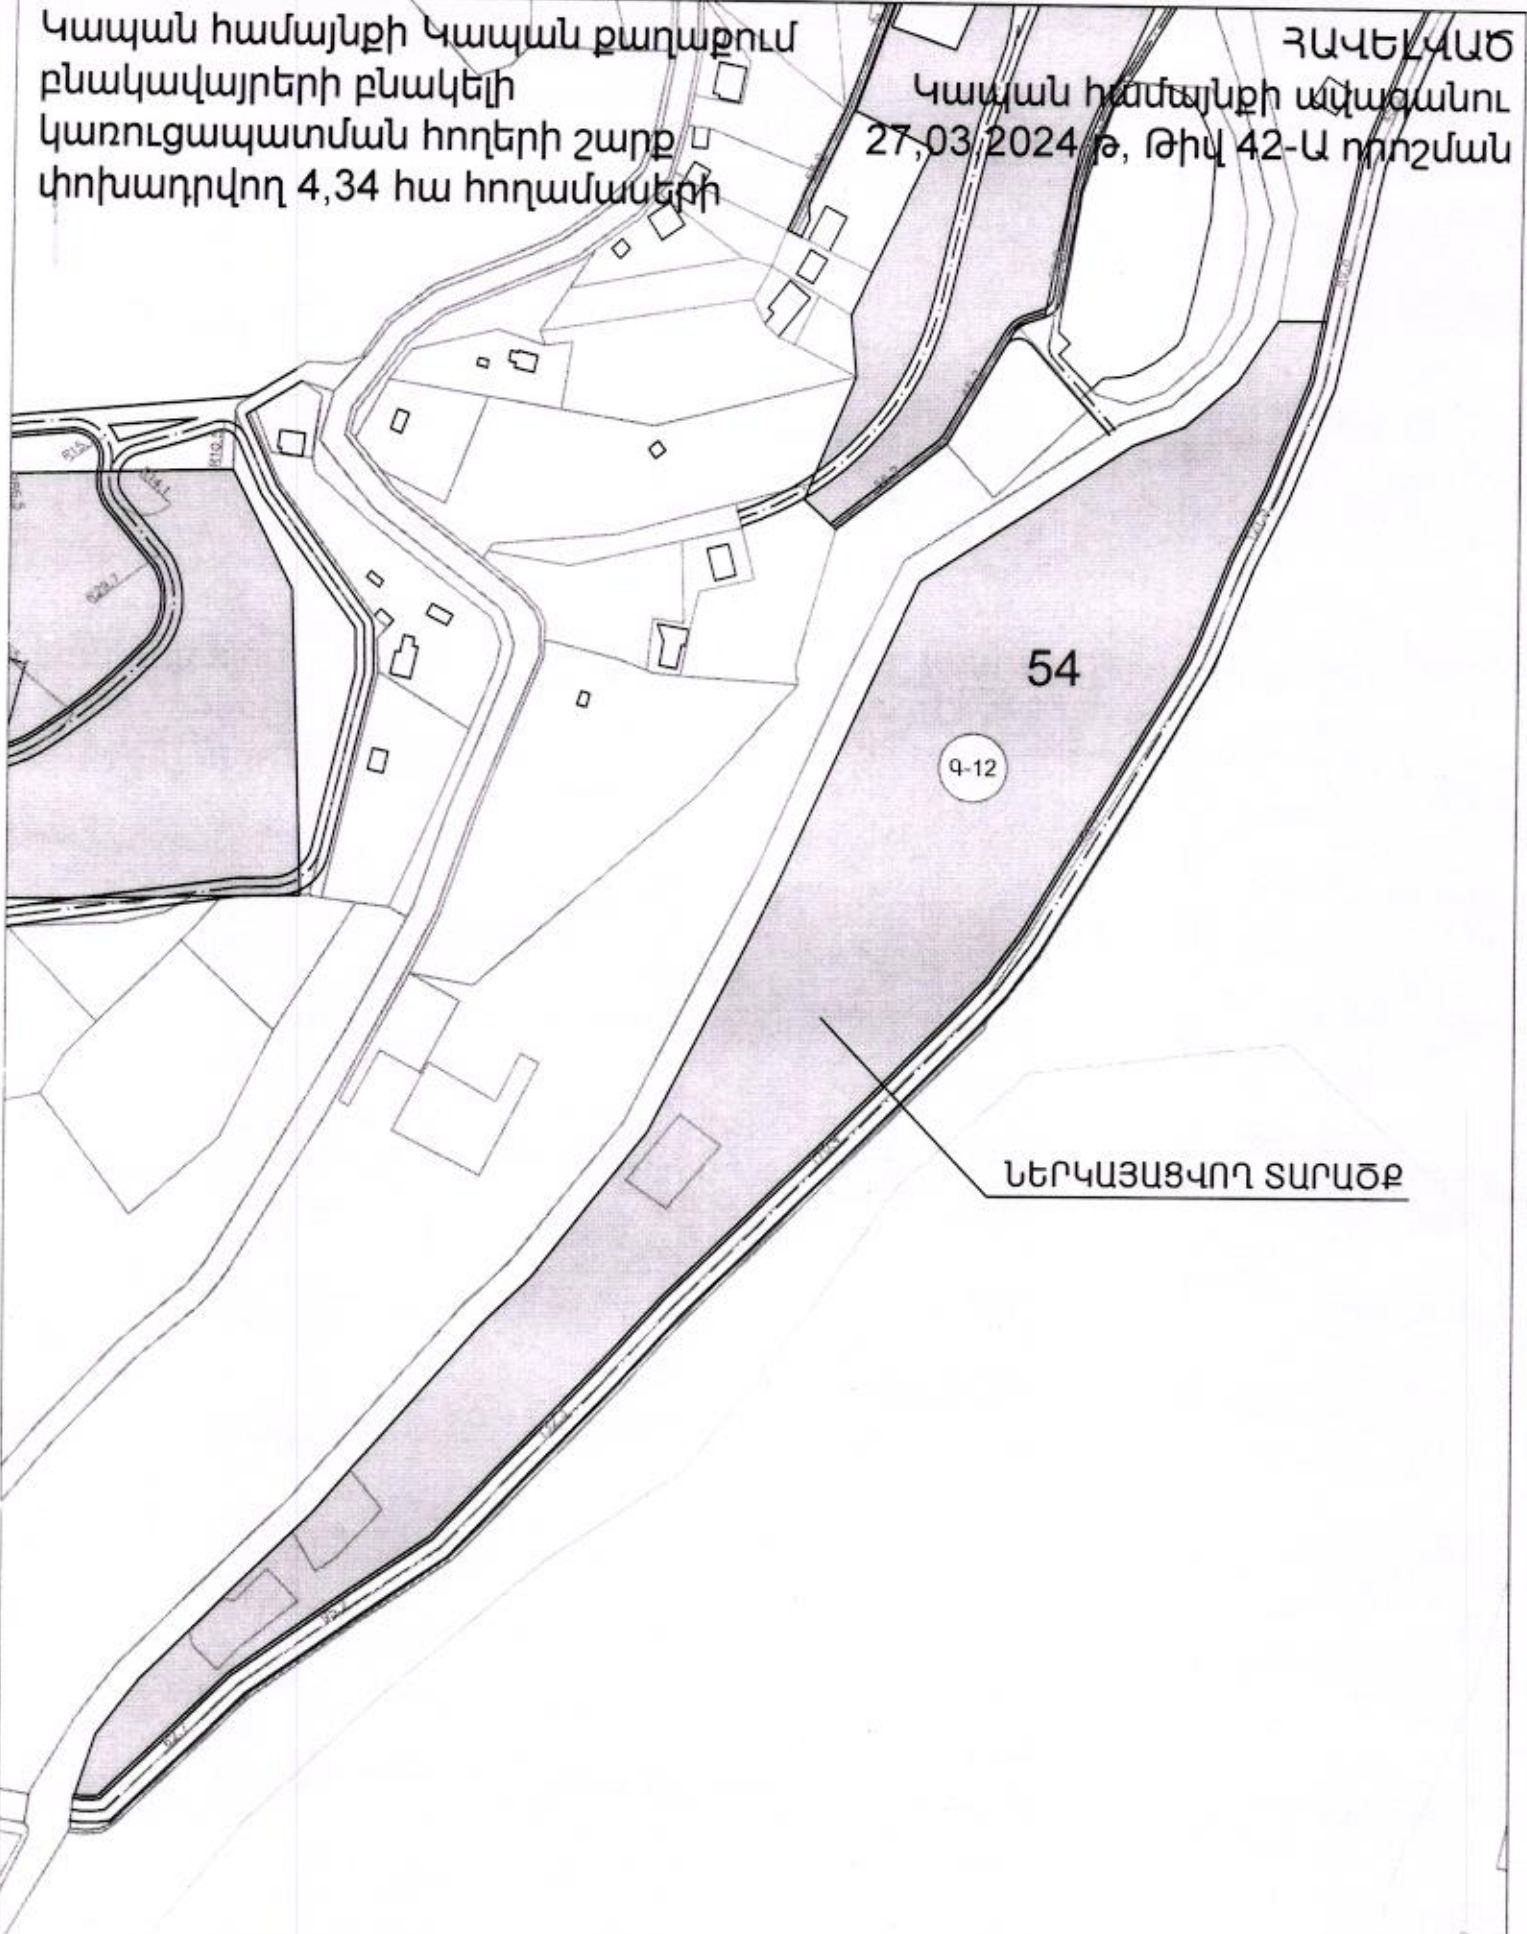 Կապան համայնքի Կապան քաղաքում
բնակավայրերի բնակելի
կառուցապատման հողերի շարք
փոխադրվող 4,34 հա հողամասերի
ՀԱՎԵԼՎԱԾ
Կապան համայնքի ավագանու
27,03 2024 թ, Թիվ 42-Ա որոշման
54
Գ-12
ՆԵՐԿԱՅԱՑՎՈՂ ՏԱՐԱԾՔ